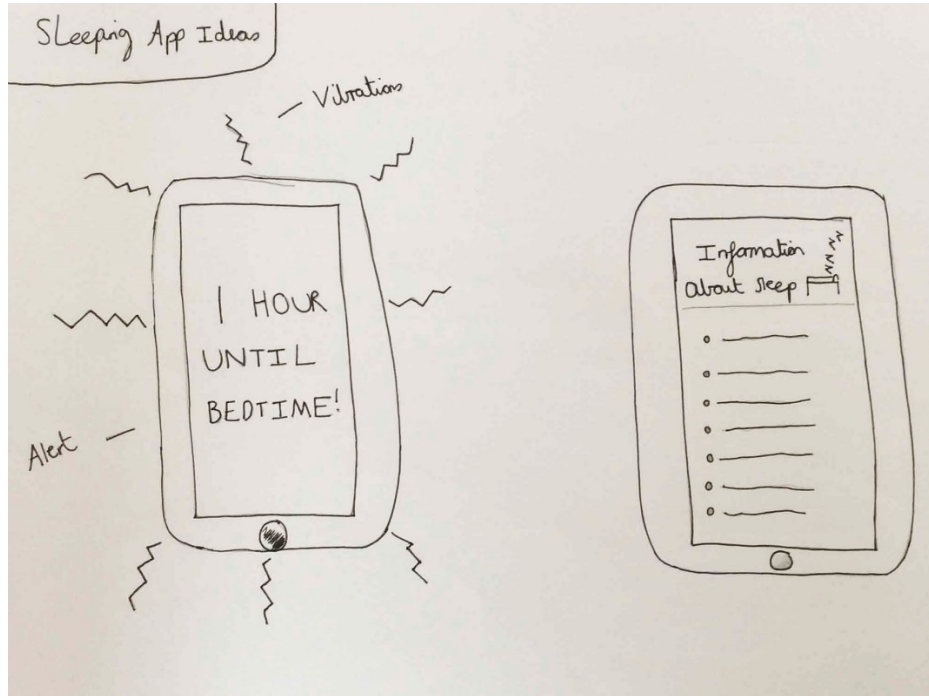 Sleeping App Ideas
Vibrations
1 HOUR
UNTIL
BEDTIME!
Alert
Information
About Sleep